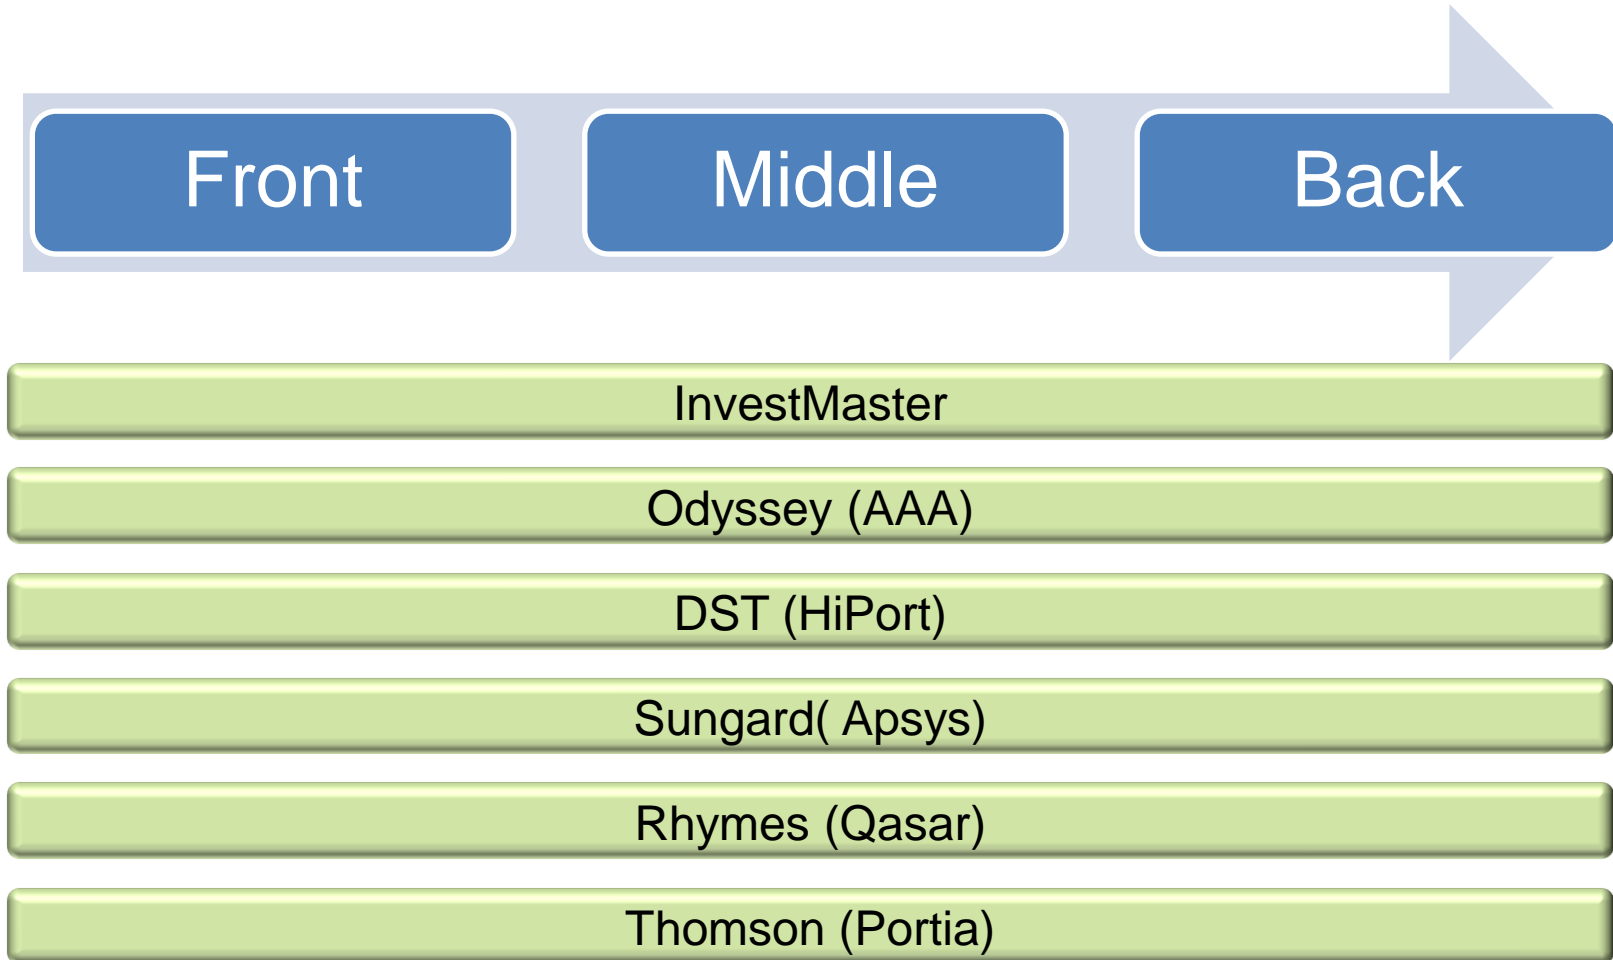 Front
Middle
Back
InvestMaster
Odyssey (AAA)
DST (HiPort)
Sungard( Apsys)
Rhymes (Qasar)
Thomson (Portia)